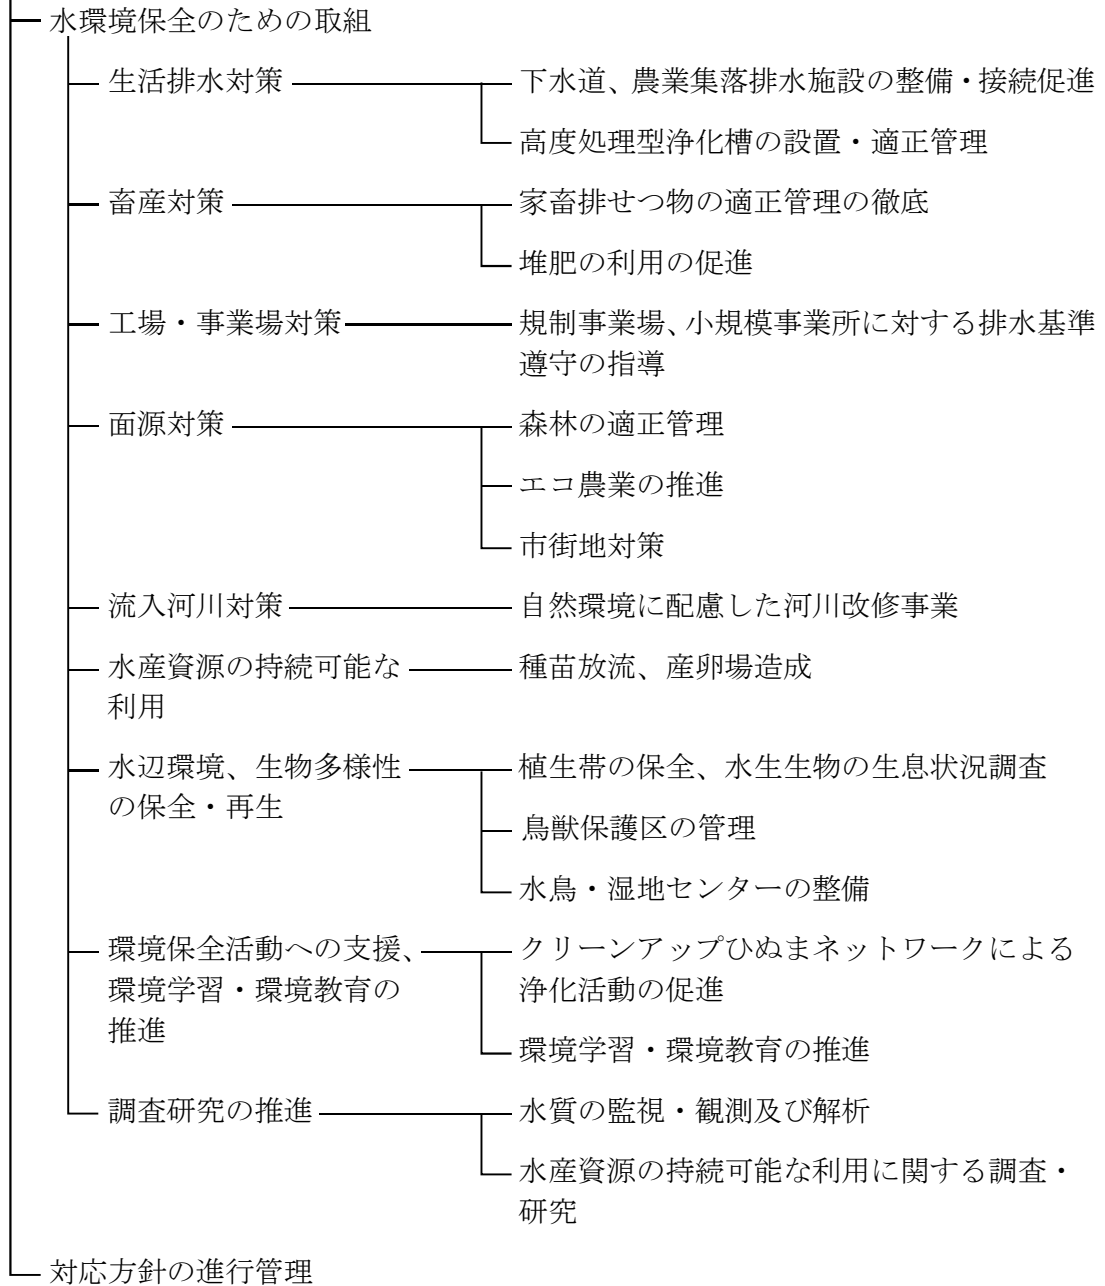 水環境保全のための取組
生活排水対策
下水道、農業集落排水施設の整備・接続促進
高度処理型浄化槽の設置・適正管理
畜産対策
家畜排せつ物の適正管理の徹底
堆肥の利用の促進
工場・事業場対策
規制事業場、小規模事業所に対する排水基準
遵守の指導
面源対策
森林の適正管理
エコ農業の推進
市街地対策
流入河川対策
自然環境に配慮した河川改修事業
水産資源の持続可能な
利用
種苗放流、産卵場造成
水辺環境、生物多様性
の保全・再生
植生帯の保全、水生生物の生息状況調査
鳥獣保護区の管理
水鳥・湿地センターの整備
環境保全活動への支援、
環境学習・環境教育の
推進
クリーンアップひぬまネットワークによる
浄化活動の促進
環境学習・環境教育の推進
調査研究の推進
水質の監視・観測及び解析
水産資源の持続可能な利用に関する調査・
研究
対応方針の進行管理